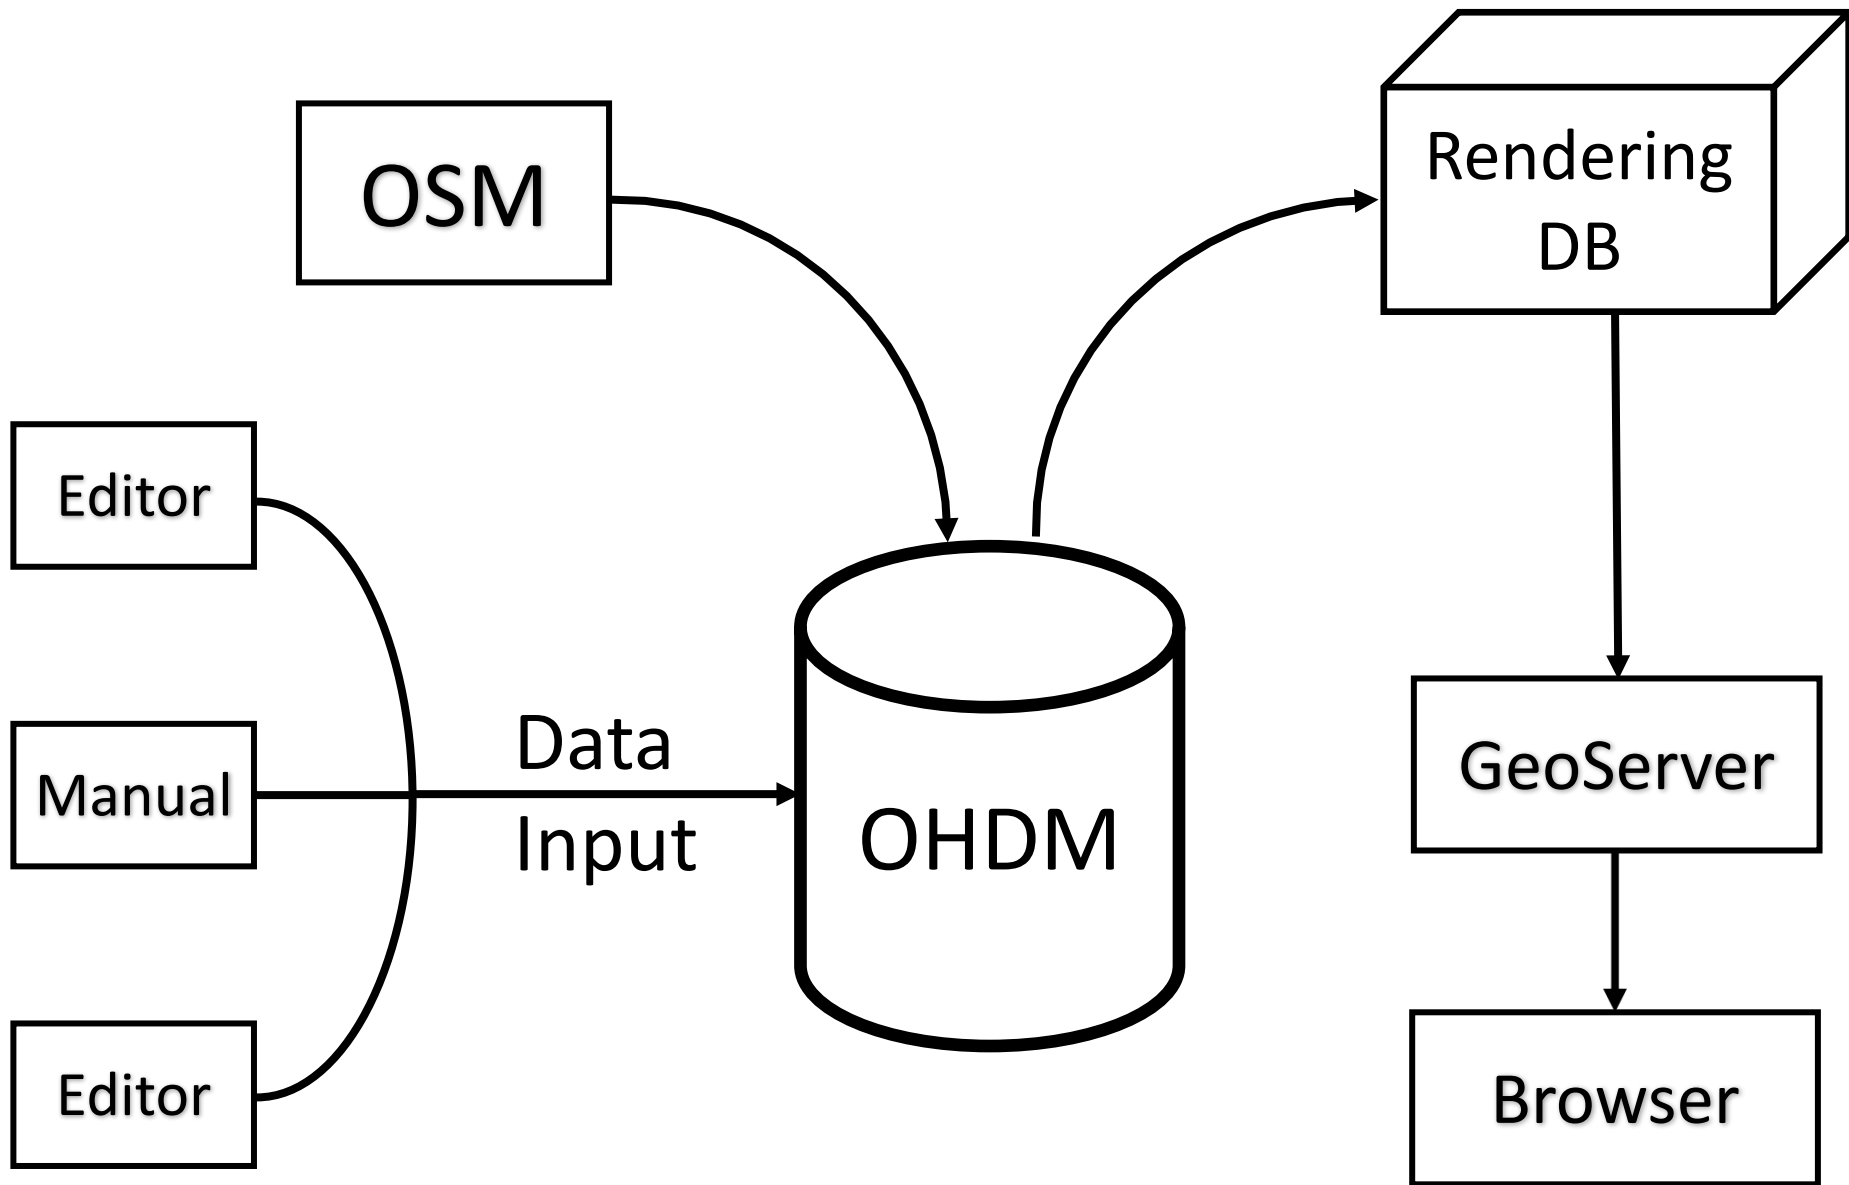 OSM
Rendering
DB
Editor
Manual
Editor
Data
Input
OHDM
GeoServer
Browser